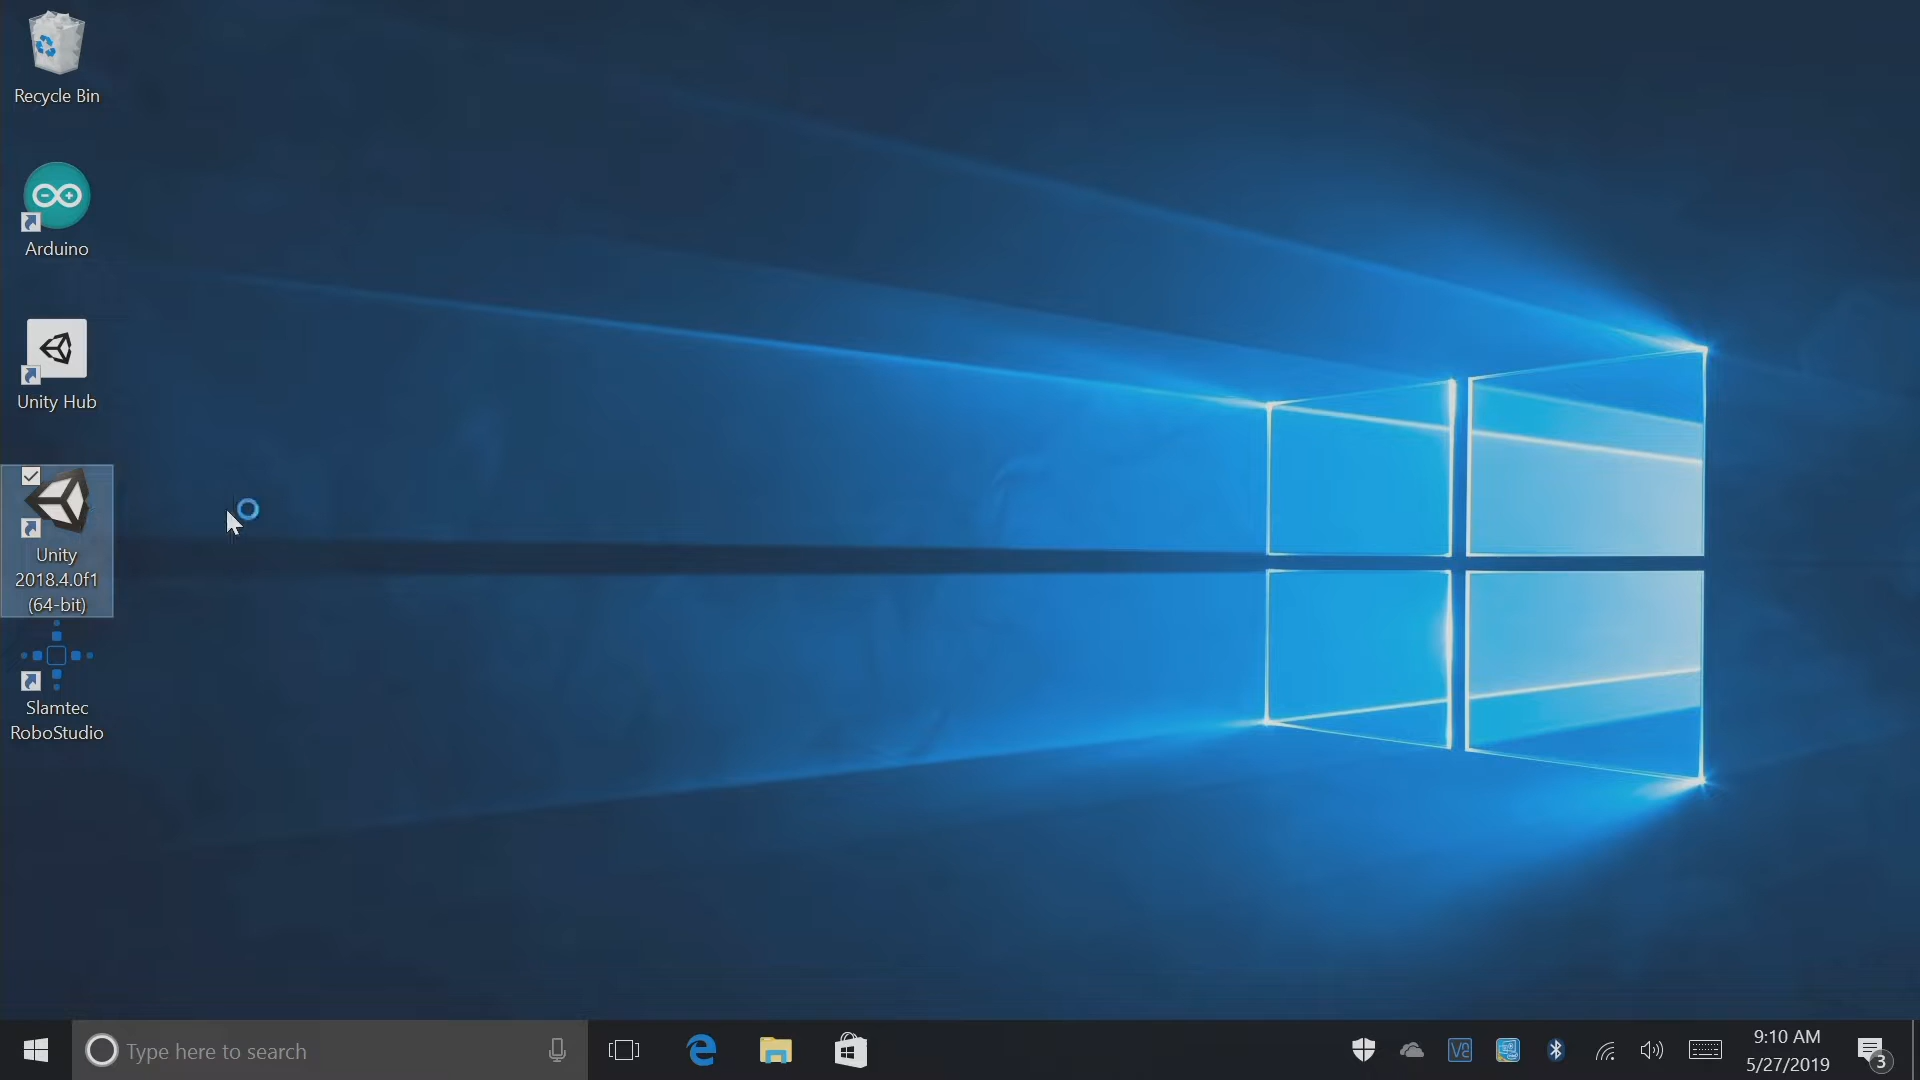 Recycle Bin
Arduino
Unity Hub
Unity
2018.4.0f1
(64-bit)
Slamtec
RoboStudio
Type here to search
9:10 AM
5/27/2019
3